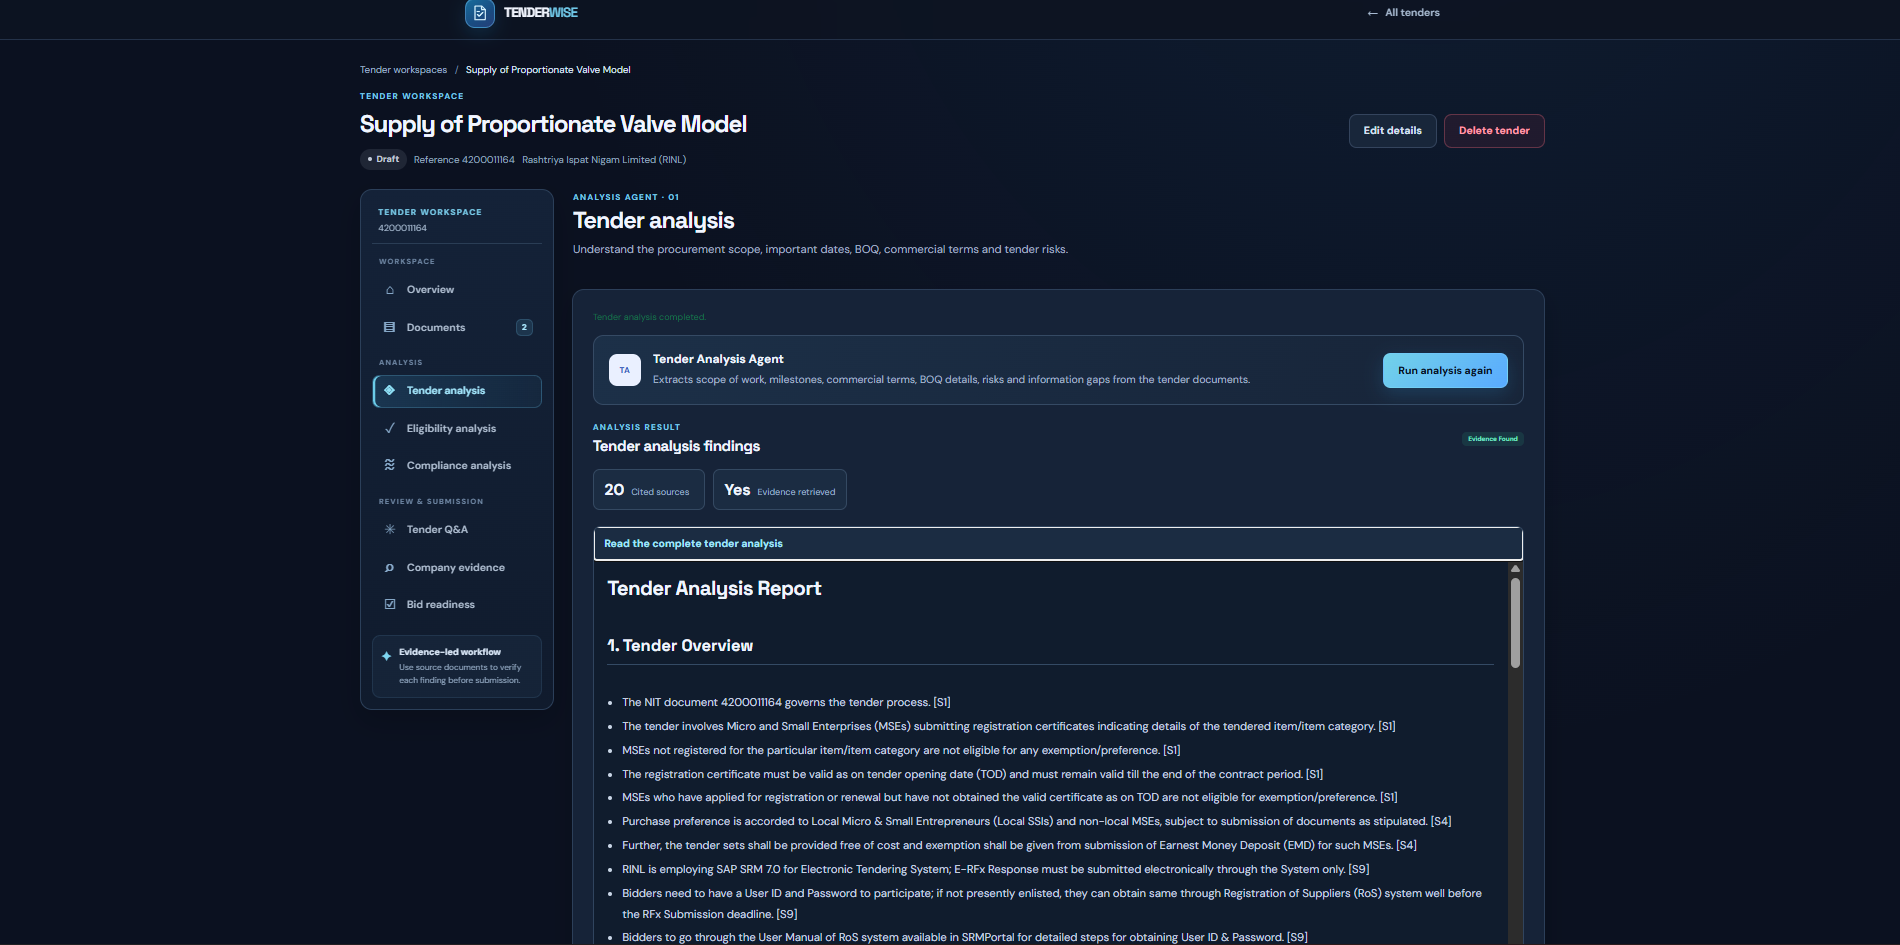 TENDERWISE
← All tenders
Tender workspaces / Supply of Proportionate Valve Model
TENDER WORKSPACE
Supply of Proportionate Valve Model
Edit details
Delete tender
Draft Reference 4200011164 Rashtriya Ispat Nigam Limited (RINL)
TENDER WORKSPACE
4200011164
WORKSPACE
Overview
Documents 2
ANALYSIS
Tender analysis
Eligibility analysis
Compliance analysis
REVIEW & SUBMISSION
Tender Q&A
Company evidence
Bid readiness
Evidence-led workflow
Use source documents to verify
each finding before submission.
ANALYSIS AGENT · 01
Tender analysis
Understand the procurement scope, important dates, BOQ, commercial terms and tender risks.
Tender analysis completed.
TA
Tender Analysis Agent
Extracts scope of work, milestones, commercial terms, BOQ details, risks and information gaps from the tender documents.
Run analysis again
ANALYSIS RESULT
Tender analysis findings
Evidence Found
20 Cited sources
Yes Evidence retrieved
Read the complete tender analysis
Tender Analysis Report
1. Tender Overview
• The NIT document 4200011164 governs the tender process. [S1]
• The tender involves Micro and Small Enterprises (MSEs) submitting registration certificates indicating details of the tendered item/item category. [S1]
• MSEs not registered for the particular item/item category are not eligible for any exemption/preference. [S1]
• The registration certificate must be valid as on tender opening date (TOD) and must remain valid till the end of the contract period. [S1]
• MSEs who have applied for registration or renewal but have not obtained the valid certificate as on TOD are not eligible for exemption/preference. [S1]
• Purchase preference is accorded to Local Micro & Small Entrepreneurs (Local SSIs) and non-local MSEs, subject to submission of documents as stipulated. [S4]
• Further, the tender sets shall be provided free of cost and exemption shall be given from submission of Earnest Money Deposit (EMD) for such MSEs. [S4]
• RINL is employing SAP SRM 7.0 for Electronic Tendering System; E-RFx Response must be submitted electronically through the System only. [S9]
• Bidders need to have a User ID and Password to participate; if not presently enlisted, they can obtain same through Registration of Suppliers (RoS) system well before
the RFx Submission deadline. [S9]
• Bidders to go through the User Manual of RoS system available in SRMPortal for detailed steps for obtaining User ID & Password. [S9]